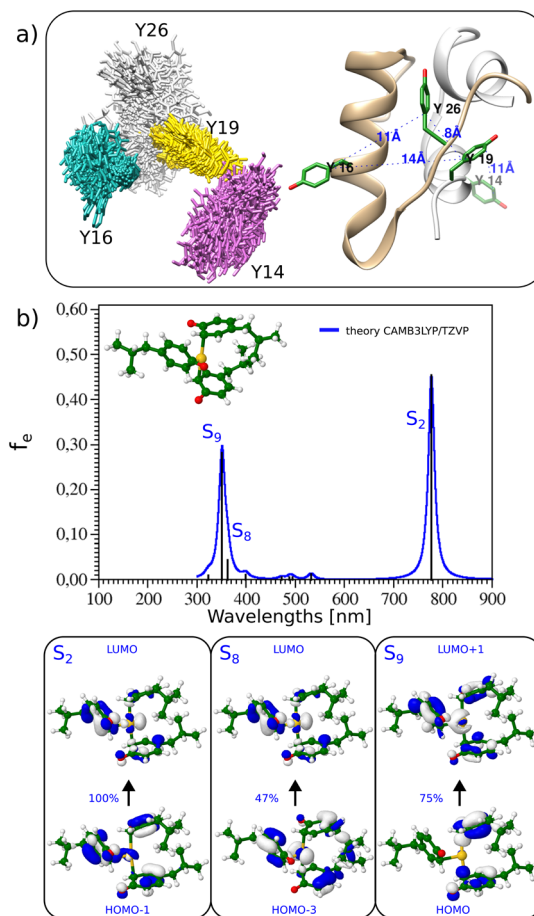 a)
Y26
Y19
Y16
Y14
Y 26
11Å
8Å
Y 16
14Å
Y 19
11Å
Y 14
b)
0,60
theory CAMB3LYP/TZVP
0,50
0,40
S2
S9
0,30
fe
0,20
S8
0,10
0,00
100 200 300 400 500 600 700 800 900
Wavelengths [nm]
S2 LUMO
100%
HOMO-1
S8 LUMO
47%
HOMO-3
S9 LUMO+1
75%
HOMO